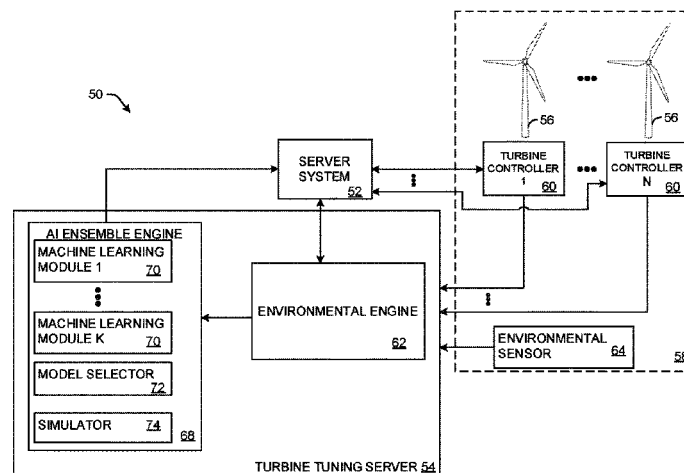 50
56
56
SERVER
SYSTEM
52
TURBINE
CONTROLLER
1
60
TURBINE
CONTROLLER
N
60
AI ENSEMBLE ENGINE
MACHINE LEARNING
MODULE 1
70
MACHINE LEARNING
MODULE K
70
MODEL SELECTOR
72
SIMULATOR
74
68
ENVIRONMENTAL ENGINE
62
ENVIRONMENTAL
SENSOR
64
TURBINE TUNING SERVER 54